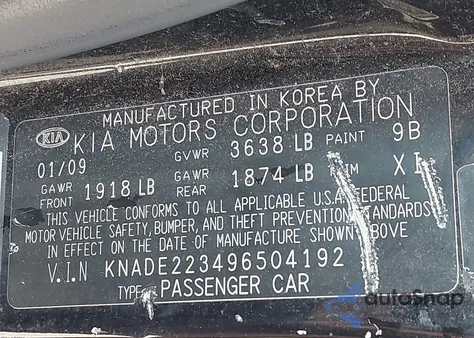 MANUFACTURED IN KOREA BY
KIA KIA MOTORS CORPORATION
01/09 GVWR 3638 LB PAINT 9B
GAWR FRONT 1918 LB GAWR REAR 1874 LB XI
THIS VEHICLE CONFORMS TO ALL APPLICABLE U.S.A. FEDERAL
MOTOR VEHICLE SAFETY, BUMPER, AND THEFT PREVENTION STANDARDS
IN EFFECT ON THE DATE OF MANUFACTURE SHOWN ABOVE
V.I.N KNADE223496504192
TYPE PASSENGER CAR
autoSnap